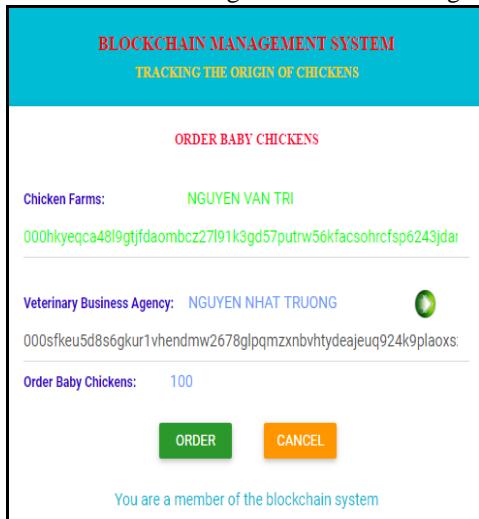 BLOCKCHAIN MANAGEMENT SYSTEM
TRACKING THE ORIGIN OF CHICKENS
ORDER BABY CHICKENS
Chicken Farms: NGUYEN VAN TRI
000hkyeqca48l9gtjfdaombcz27l91k3gd57putrw56kfacsohrcfsp6243jdar
Veterinary Business Agency: NGUYEN NHAT TRUONG
000sfkeu5d8s6gkur1vhendmw2678glpqmzxnbvhtydeajeuq924k9plaoxs
Order Baby Chickens: 100
ORDER CANCEL
You are a member of the blockchain system